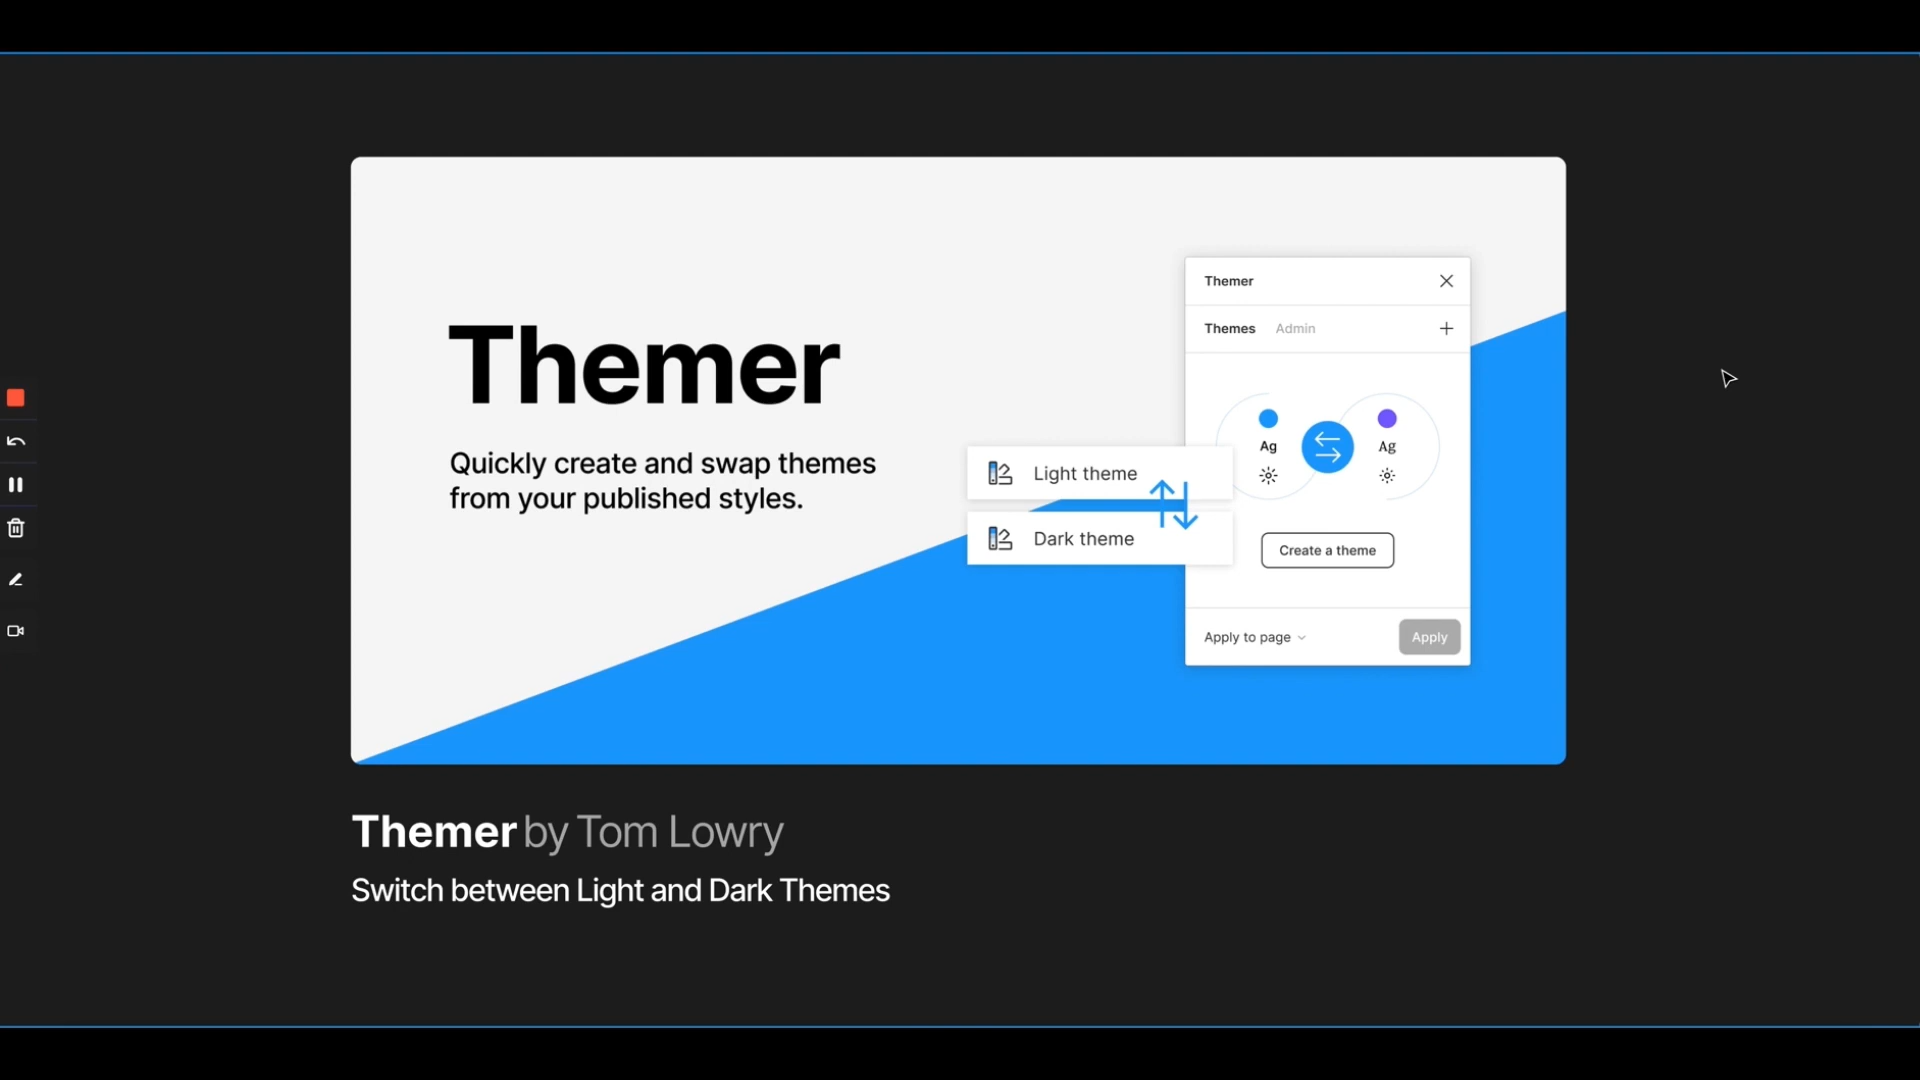 Themer
Quickly create and swap themes
from your published styles.
Themer
Themes Admin
Ag
Ag
Light theme
Dark theme
Create a theme
Apply to page
Apply
Themer by Tom Lowry
Switch between Light and Dark Themes